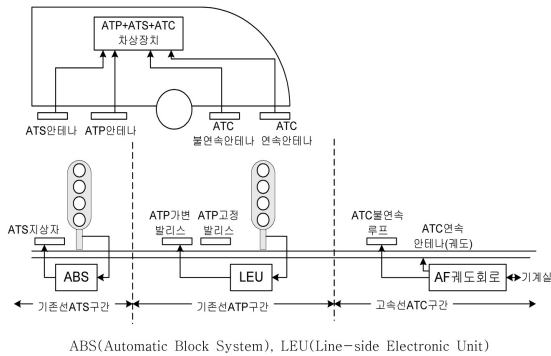 ATP+ATS+ATC
차상장치
ATS안테나
ATP안테나
ATC
불연속안테나
ATC
연속안테나
ATS지상자
ATP가변
발리스
ATP고정
발리스
ATC불연속
루프
ATC연속
안테나(궤도)
ABS
LEU
AF궤도회로
기계실
기존선ATS구간
기존선ATP구간
고속선ATC구간
ABS(Automatic Block System), LEU(Line-side Electronic Unit)